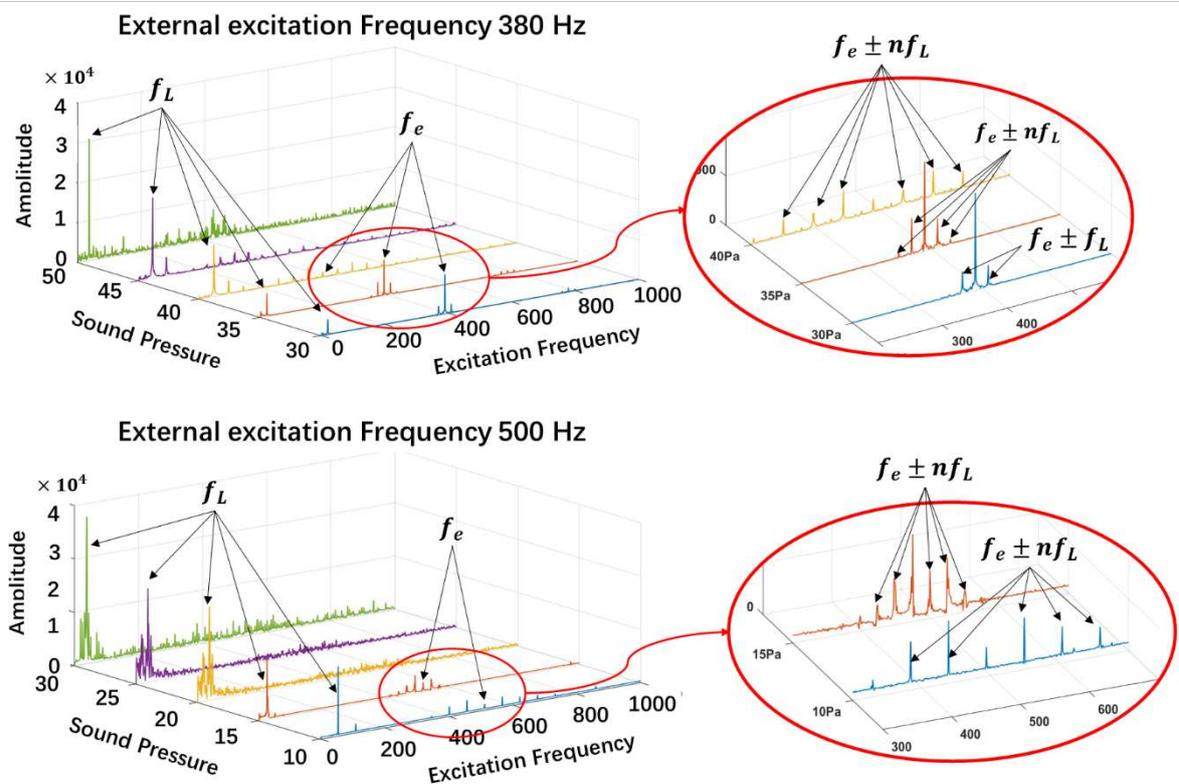 External excitation Frequency 380 Hz
× 10⁴
4
3
2
1
0
Amplitude
50
45
40
35
30
Sound Pressure
0
200
400
600
800
1000
Excitation Frequency
f_L
f_e
f_e ± nf_L
f_e ± nf_L
f_e ± f_L
0
40Pa
35Pa
30Pa
300
400
External excitation Frequency 500 Hz
× 10⁴
4
3
2
1
0
Amplitude
30
25
20
15
10
Sound Pressure
0
200
400
600
800
1000
Excitation Frequency
f_L
f_e
f_e ± nf_L
f_e ± nf_L
0
15Pa
10Pa
300
400
500
600